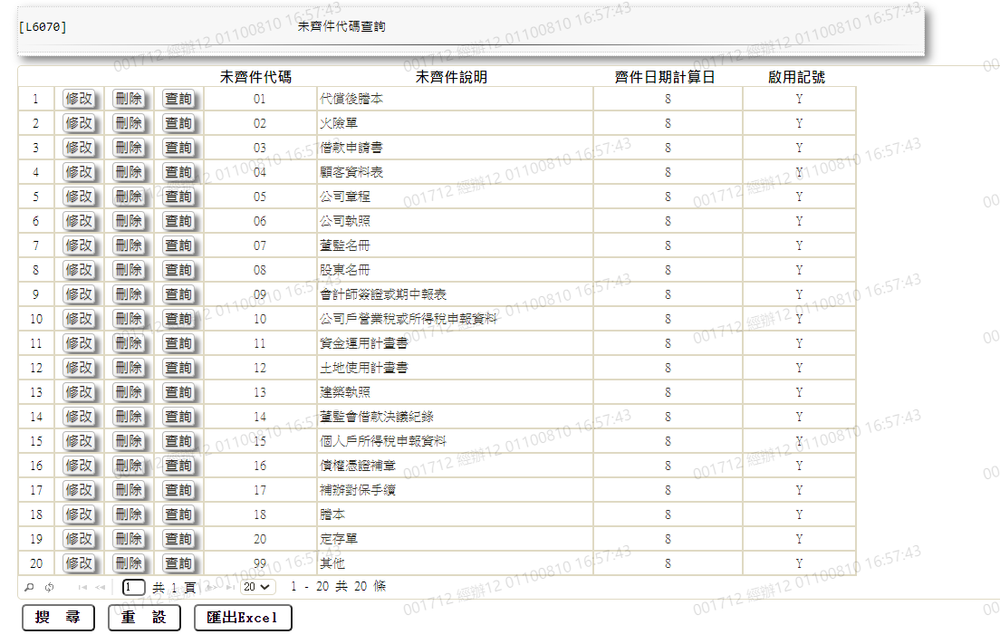 [L6070] 未齊件代碼查詢
未齊件代碼 未齊件說明 齊件日期計算日 啟用記號
1 修改 刪除 查詢 01 代償後謄本 8 Y
2 修改 刪除 查詢 02 火險單 8 Y
3 修改 刪除 查詢 03 借款申請書 8 Y
4 修改 刪除 查詢 04 顧客資料表 8 Y
5 修改 刪除 查詢 05 公司章程 8 Y
6 修改 刪除 查詢 06 公司執照 8 Y
7 修改 刪除 查詢 07 董監名冊 8 Y
8 修改 刪除 查詢 08 股東名冊 8 Y
9 修改 刪除 查詢 09 會計師簽證或期中報表 8 Y
10 修改 刪除 查詢 10 公司戶營業稅或所得稅申報資料 8 Y
11 修改 刪除 查詢 11 資金運用計畫書 8 Y
12 修改 刪除 查詢 12 土地使用計畫書 8 Y
13 修改 刪除 查詢 13 建築執照 8 Y
14 修改 刪除 查詢 14 董監會借款決議紀錄 8 Y
15 修改 刪除 查詢 15 個人戶所得稅申報資料 8 Y
16 修改 刪除 查詢 16 債權憑證補章 8 Y
17 修改 刪除 查詢 17 補辦對保手續 8 Y
18 修改 刪除 查詢 18 謄本 8 Y
19 修改 刪除 查詢 20 定存單 8 Y
20 修改 刪除 查詢 99 其他 8 Y
1 共 1 頁 20 1 - 20 共 20 條
搜 尋 重 設 匯出Excel
001712 經辦12 01100810 16:57:43